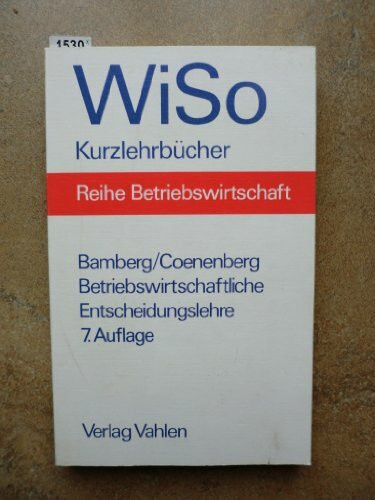 1530
WiSo
Kurzlehrbücher
Reihe Betriebswirtschaft
Bamberg/Coenenberg
Betriebswirtschaftliche
Entscheidungslehre
7. Auflage
Verlag Vahlen